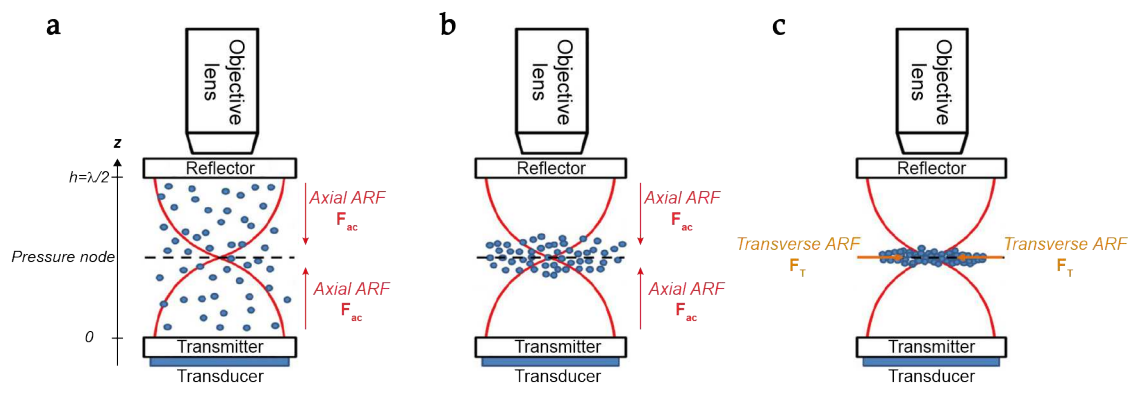 a
Objective
lens
z
Reflector
h=λ/2
Axial ARF
Fac
Pressure node
Axial ARF
Fac
0
Transmitter
Transducer
b
Objective
lens
Reflector
Axial ARF
Fac
Axial ARF
Fac
Transmitter
Transducer
c
Objective
lens
Reflector
Transverse ARF
FT
Transverse ARF
FT
Transmitter
Transducer